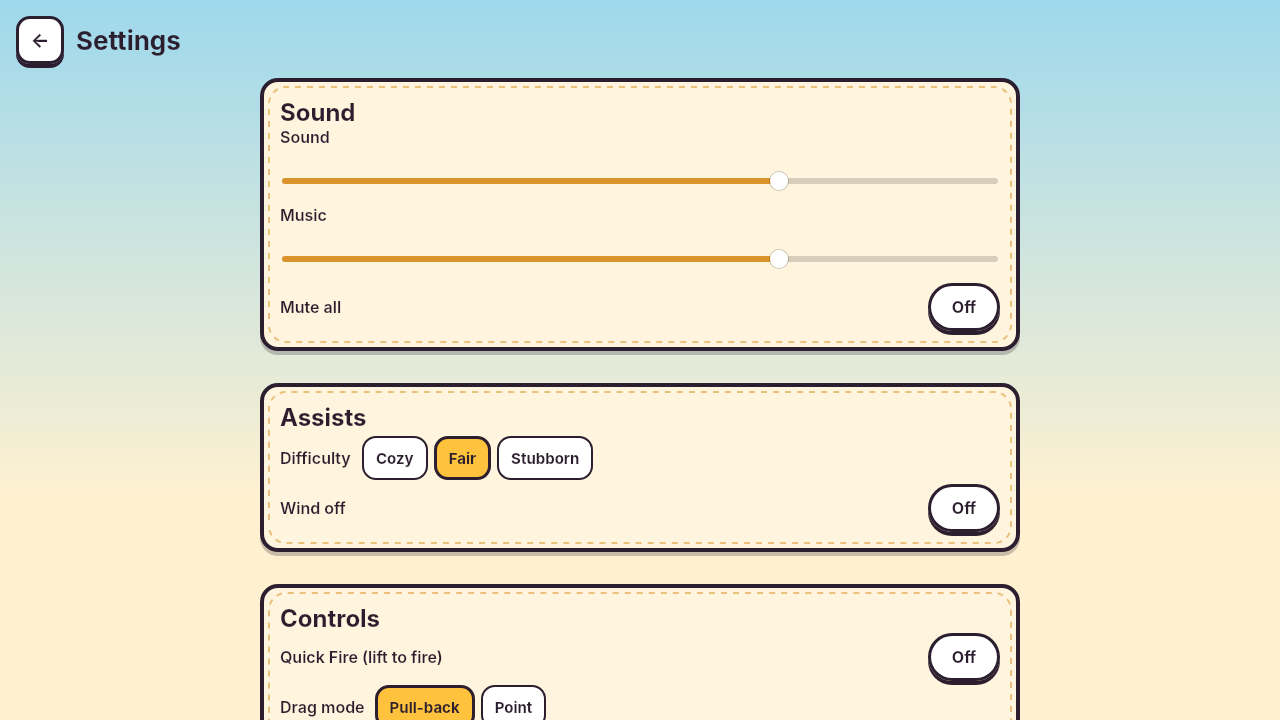 Settings
Sound
Sound
Music
Mute all Off
Assists
Difficulty Cozy Fair Stubborn
Wind off Off
Controls
Quick Fire (lift to fire) Off
Drag mode Pull-back Point